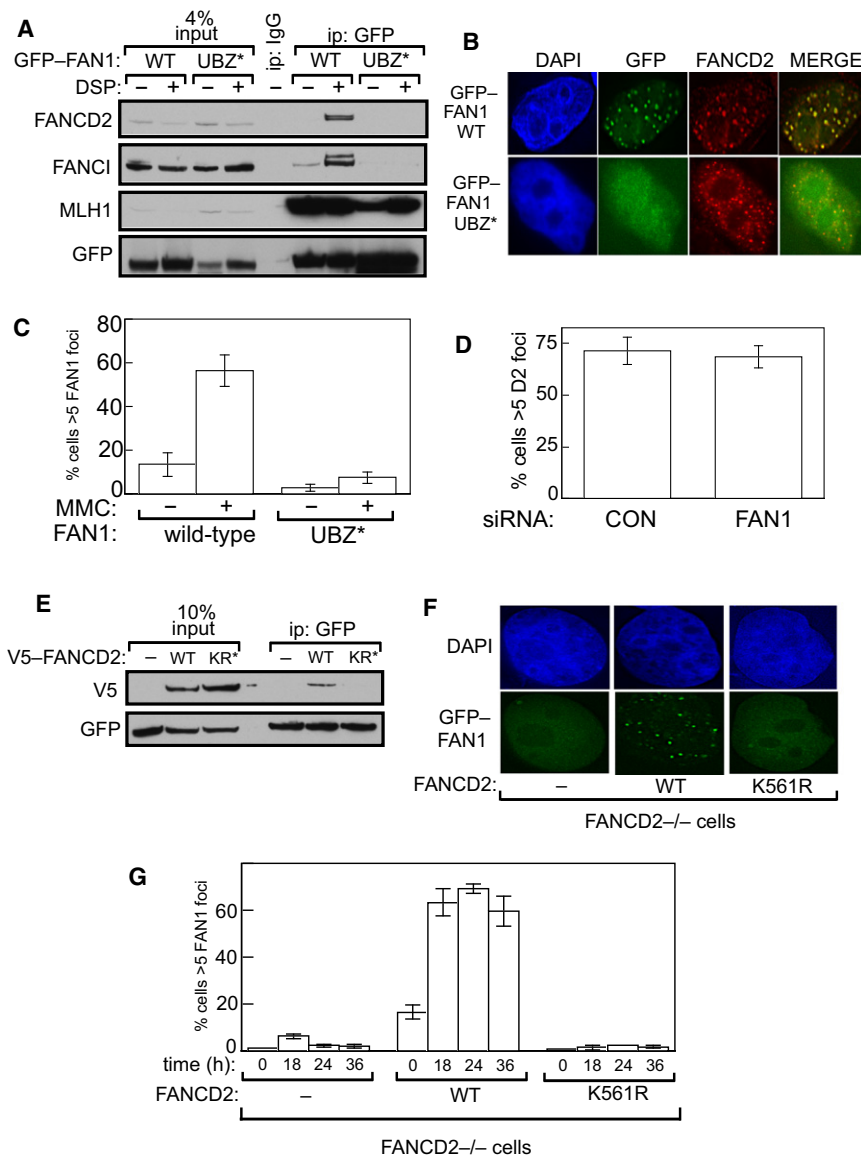 A
4% input
ip: IgG
ip: GFP
GFP–FAN1: WT UBZ* WT UBZ*
DSP: – + – + – – + – +
FANCD2
FANCI
MLH1
GFP
B
DAPI GFP FANCD2 MERGE
GFP–
FAN1
WT
GFP–
FAN1
UBZ*
C
% cells >5 FAN1 foci
80
60
40
20
0
MMC: – + – +
FAN1: wild-type UBZ*
D
% cells >5 D2 foci
75
50
25
75
0
siRNA: CON FAN1
E
10%
input
ip: GFP
V5–FANCD2: – WT KR* – WT KR*
V5
GFP
F
DAPI
GFP–
FAN1
FANCD2: – WT K561R
FANCD2–/– cells
G
% cells >5 FAN1 foci
60
40
20
0
time (h): 0 18 24 36 0 18 24 36 0 18 24 36
FANCD2: – WT K561R
FANCD2–/– cells